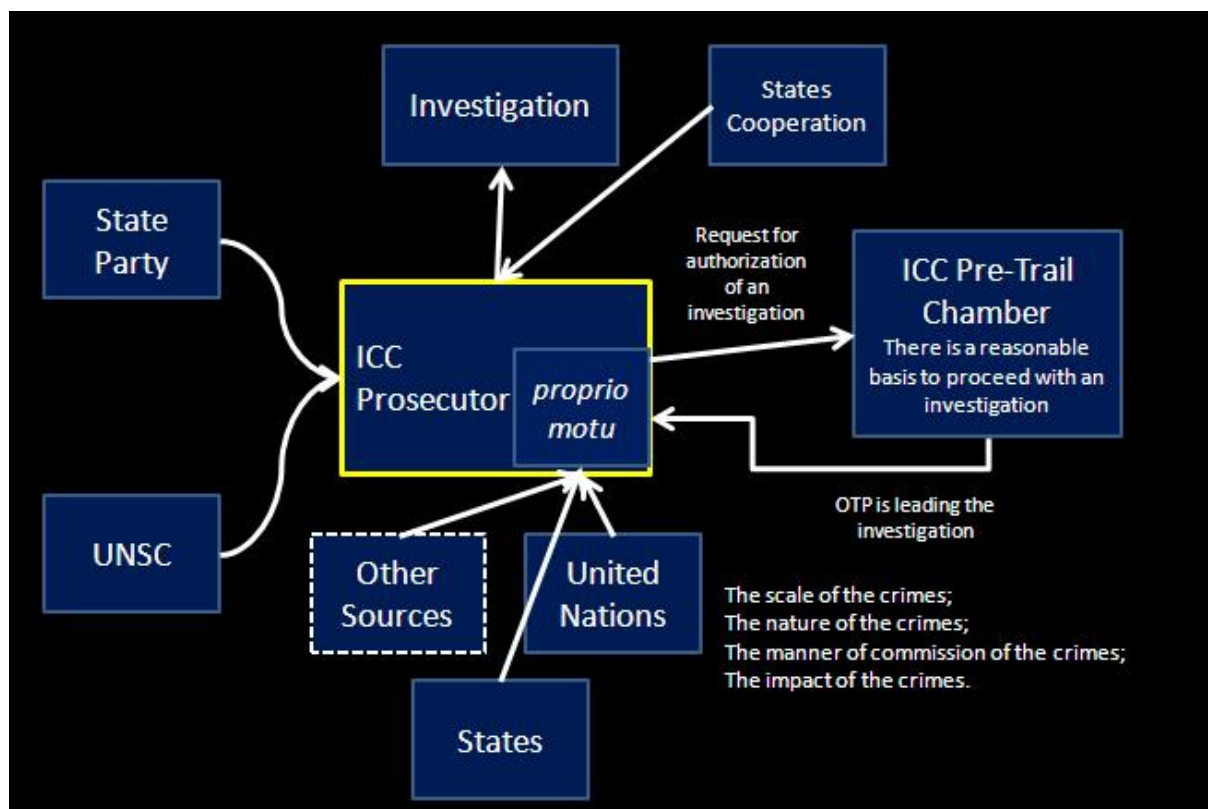 Investigation
States
Cooperation
State
Party
Request for
authorization
of an
investigation
ICC Pre-Trail
Chamber
There is a reasonable
basis to proceed with an
investigation
ICC
Prosecutor
proprio
motu
UNSC
Other
Sources
United
Nations
OTP is leading the
investigation
The scale of the crimes;
The nature of the crimes;
The manner of commission of the crimes;
The impact of the crimes.
States